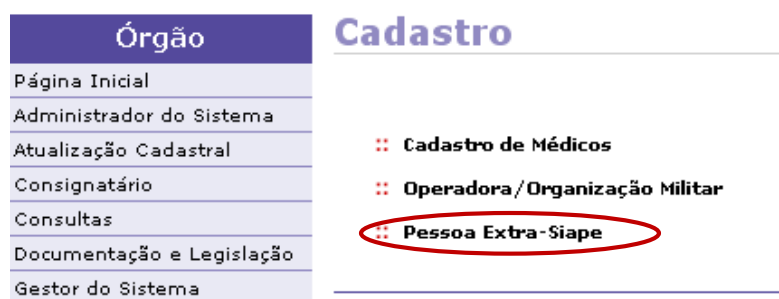 Órgão
Página Inicial
Administrador do Sistema
Atualização Cadastral
Consignatário
Consultas
Documentação e Legislação
Gestor do Sistema
Cadastro
:: Cadastro de Médicos
:: Operadora/Organização Militar
:: Pessoa Extra-Siape